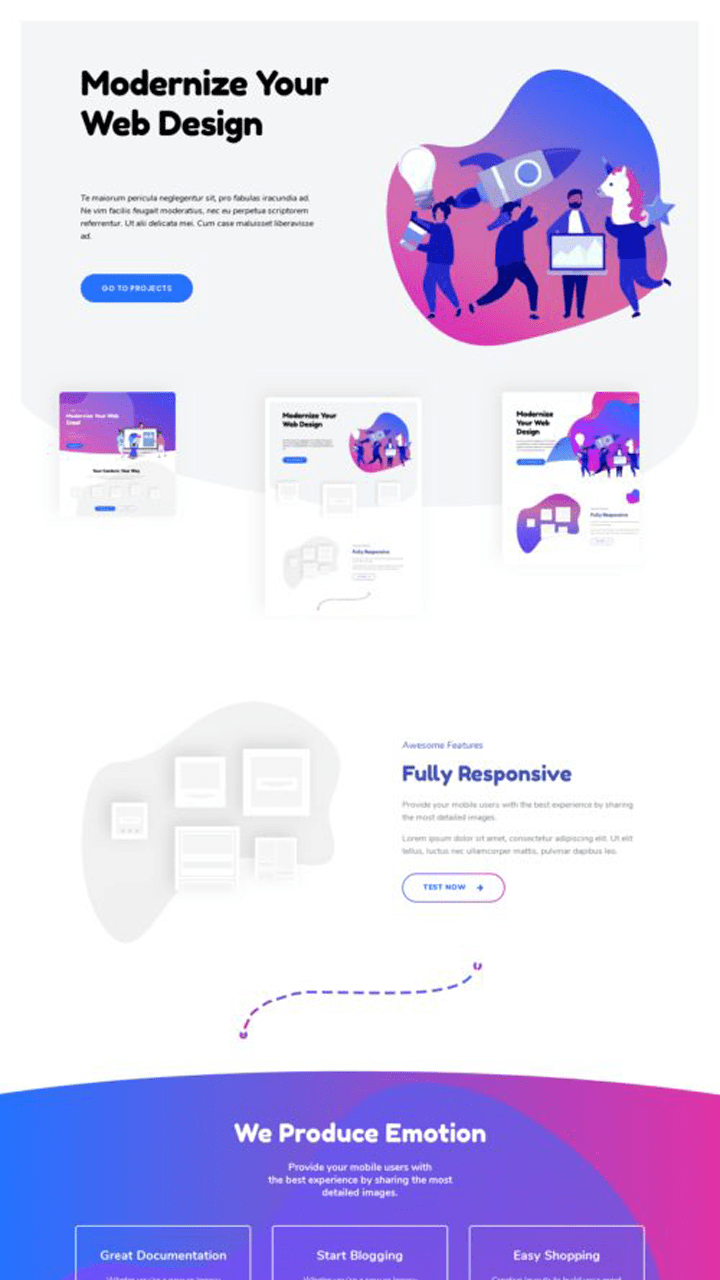 Modernize Your
Web Design
Te maiorum pericula neglegentur sit, pro fabulas iracundia ad.
Ne vim facilis feugait moderatius, nec eu perpetua scriptorem
referrentur. Ut alii delicata mei. Cum case maluisset liberavisse
ad.
GO TO PROJECTS
Modernize Your Web
Your Content, Your Way
Modernize Your
Web Design
Fully Responsive
Modernize
Your Web
Design
Fully Responsive
Awesome Features
Fully Responsive
Provide your mobile users with the best experience by sharing
the most detailed images.
Lorem ipsum dolor sit amet, consectetur adipiscing elit. Ut elit
tellus, luctus nec ullamcorper mattis, pulvinar dapibus leo.
TEST NOW
We Produce Emotion
Provide your mobile users with
the best experience by sharing the most
detailed images.
Great Documentation
Start Blogging
Easy Shopping